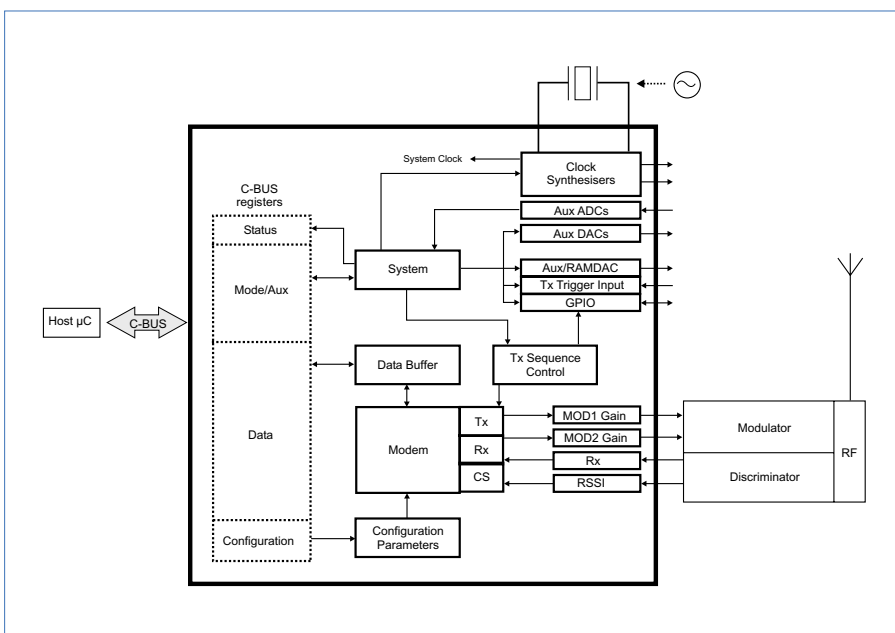 System Clock
Clock
Synthesisers
C-BUS
registers
Status
Mode/Aux
Data
Configuration
Host µC
C-BUS
System
Aux ADCs
Aux DACs
Aux/RAMDAC
Tx Trigger Input
GPIO
Tx Sequence
Control
Data Buffer
Modem
Tx
Rx
CS
MOD1 Gain
MOD2 Gain
Rx
RSSI
Configuration
Parameters
Modulator
Discriminator
RF